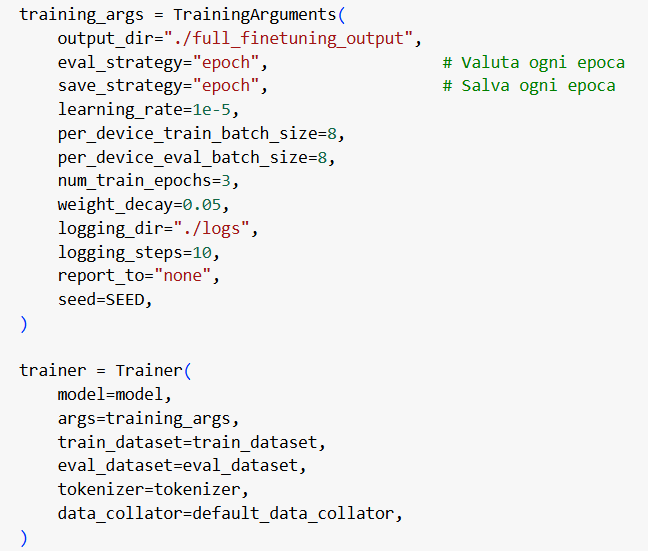 training_args = TrainingArguments(
    output_dir="./full_finetuning_output",
    eval_strategy="epoch",                  # Valuta ogni epoca
    save_strategy="epoch",                  # Salva ogni epoca
    learning_rate=1e-5,
    per_device_train_batch_size=8,
    per_device_eval_batch_size=8,
    num_train_epochs=3,
    weight_decay=0.05,
    logging_dir="./logs",
    logging_steps=10,
    report_to="none",
    seed=SEED,
)

trainer = Trainer(
    model=model,
    args=training_args,
    train_dataset=train_dataset,
    eval_dataset=eval_dataset,
    tokenizer=tokenizer,
    data_collator=default_data_collator,
)